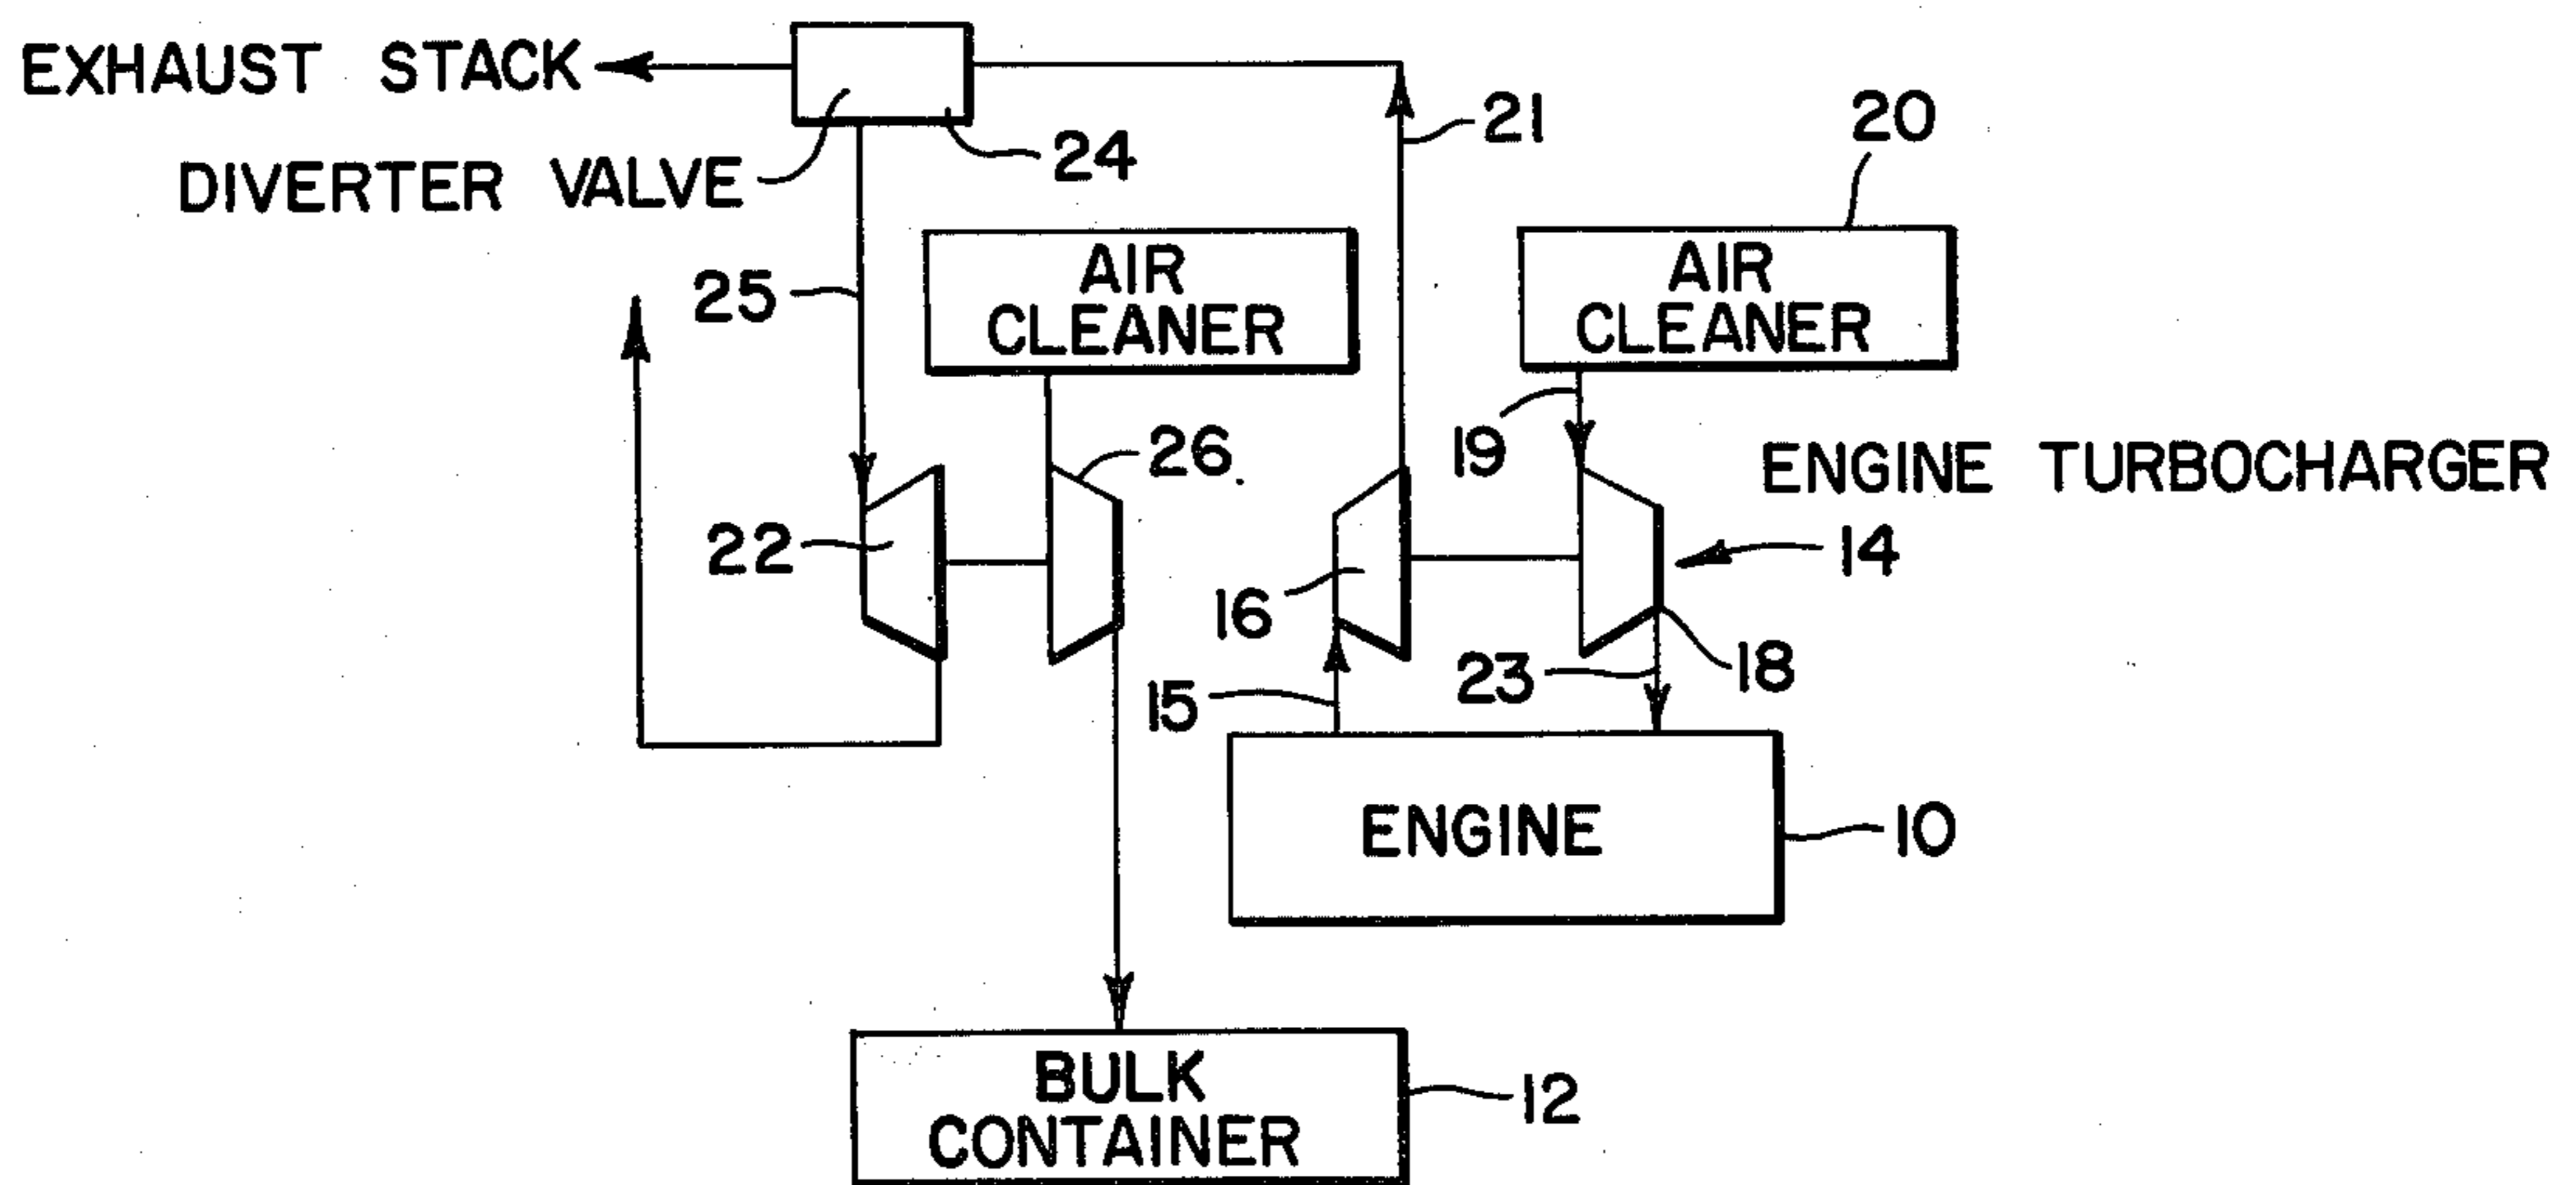 EXHAUST STACK
DIVERTER VALVE
24
21
20
25
AIR
CLEANER
AIR
CLEANER
26
19
ENGINE TURBOCHARGER
22
16
14
15
23
18
ENGINE
10
BULK
CONTAINER
12